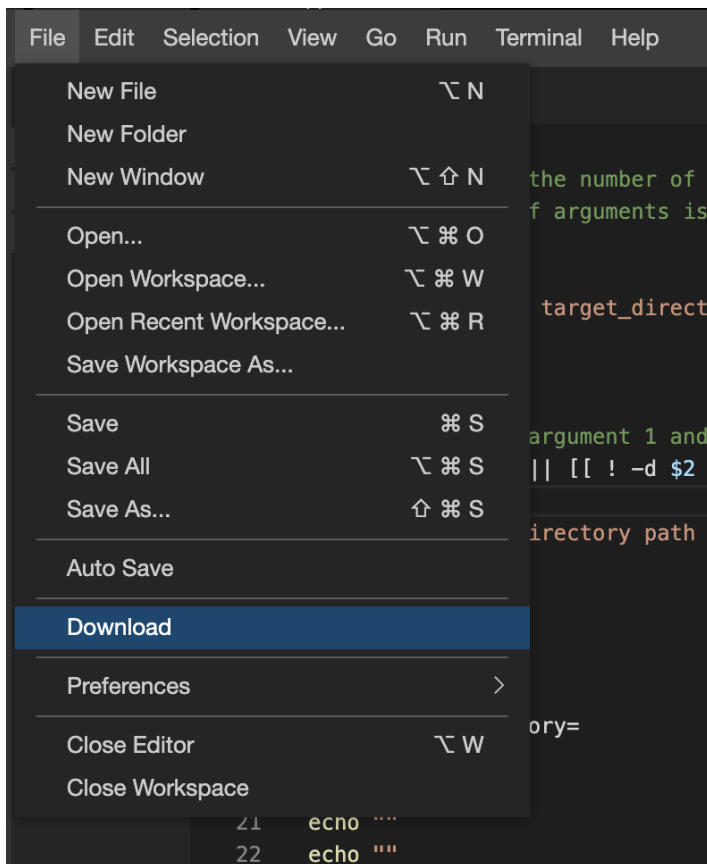 File Edit Selection View Go Run Terminal Help
New File ⌥ N
New Folder
New Window ⌥ ⇧ N
the number of
f arguments is
Open... ⌥ ⌘ O
Open Workspace... ⌥ ⌘ W
target_direct
Open Recent Workspace... ⌥ ⌘ R
Save Workspace As...
Save ⌘ S
argument 1 and
Save All ⌥ ⌘ S
|| [[ ! -d $2
Save As... ⇧ ⌘ S
irectory path
Auto Save
Download
Preferences
ory=
Close Editor ⌥ W
Close Workspace
21 echo ""
22 echo ""